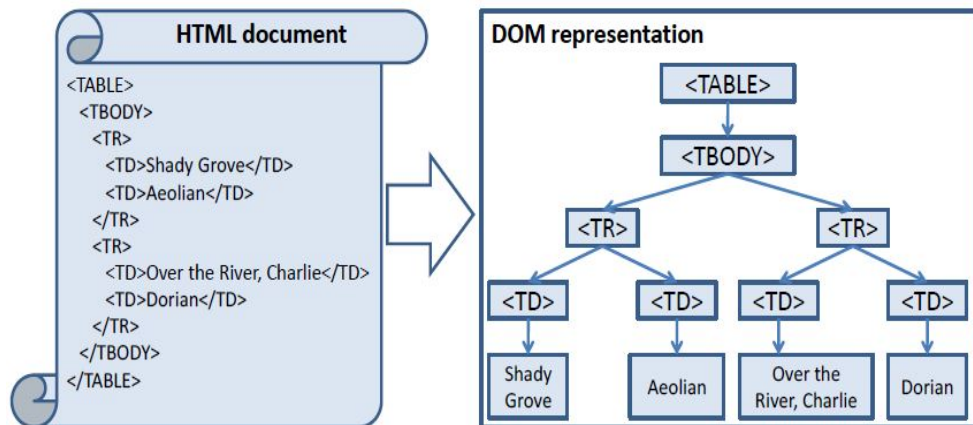 HTML document
<TABLE>
<TBODY>
<TR>
<TD>Shady Grove</TD>
<TD>Aeolian</TD>
</TR>
<TR>
<TD>Over the River, Charlie</TD>
<TD>Dorian</TD>
</TR>
</TBODY>
</TABLE>
DOM representation
<TABLE>
<TBODY>
<TR> <TR>
<TD> <TD> <TD> <TD>
Shady
Grove
Aeolian
Over the
River, Charlie
Dorian